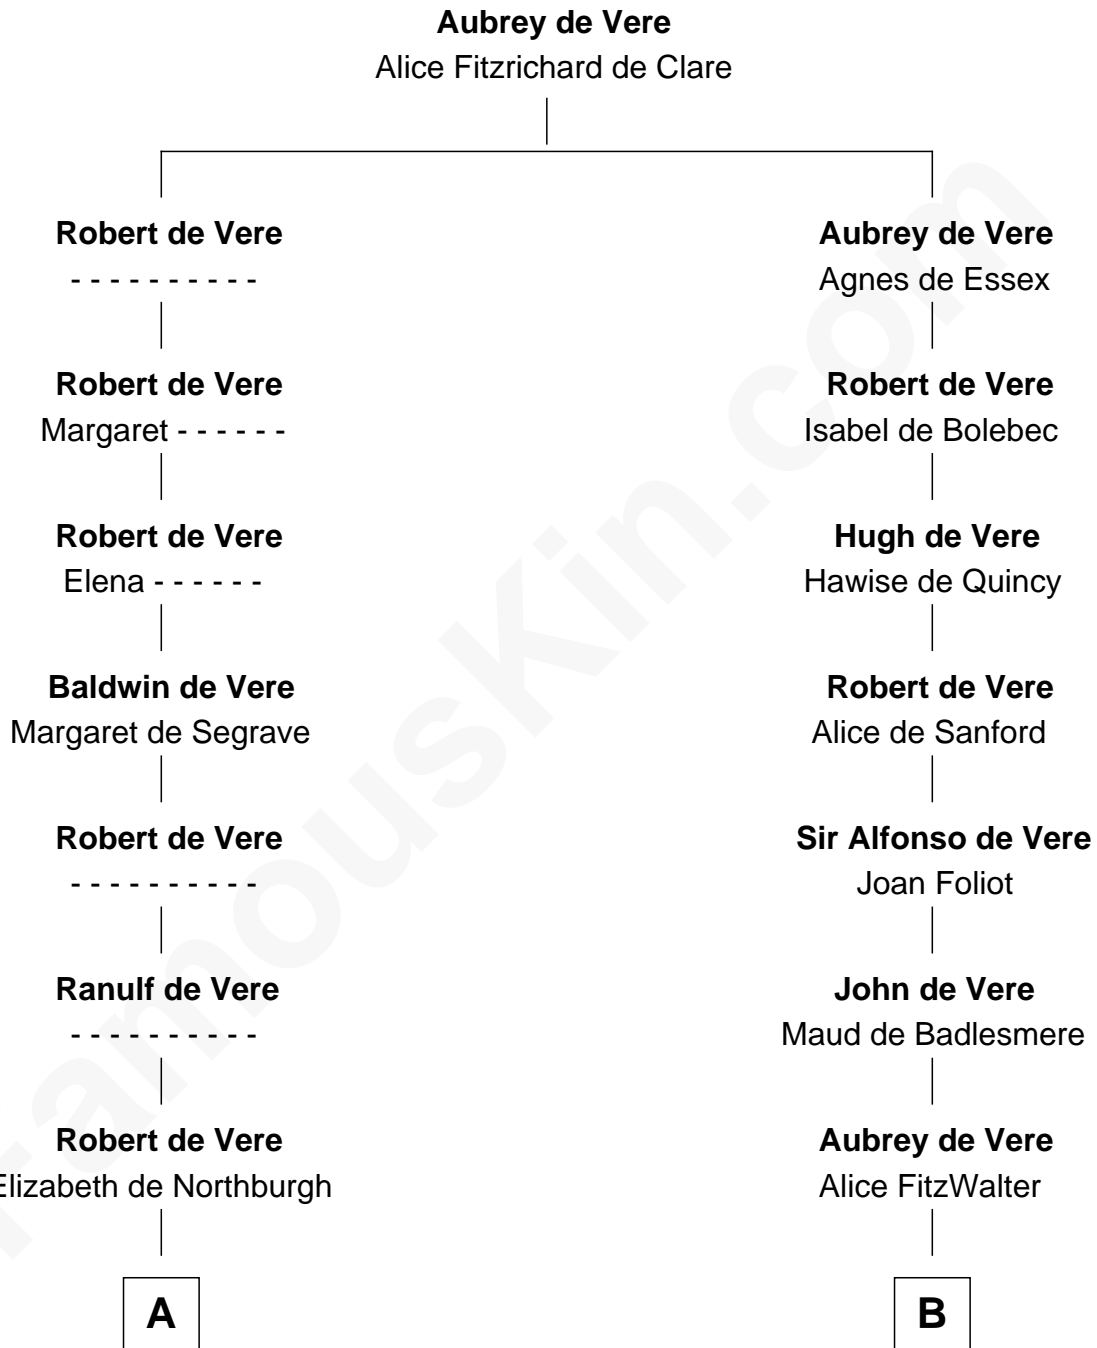 Aubrey de Vere
Alice Fitzrichard de Clare
Robert de Vere
- - - - - - - - - -
Aubrey de Vere
Agnes de Essex
Robert de Vere
Margaret - - - - - -
Robert de Vere
Isabel de Bolebec
Robert de Vere
Elena - - - - - -
Hugh de Vere
Hawise de Quincy
Baldwin de Vere
Margaret de Segrave
Robert de Vere
Alice de Sanford
Robert de Vere
- - - - - - - - - -
Sir Alfonso de Vere
Joan Foliot
Ranulf de Vere
- - - - - - - - - -
John de Vere
Maud de Badlesmere
Robert de Vere
Elizabeth de Northburgh
Aubrey de Vere
Alice FitzWalter
A
B
FamousKin.com